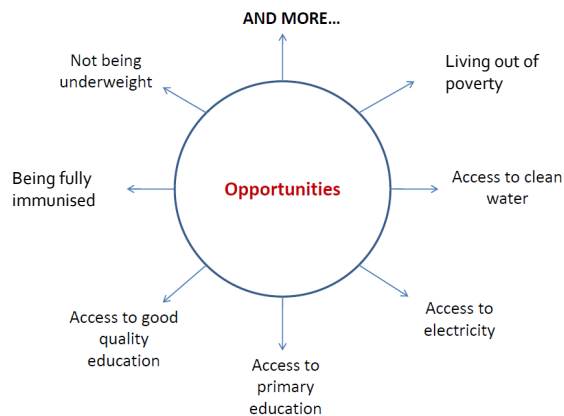 AND MORE...
Not being
underweight
Living out of
poverty
Being fully
immunised
Opportunities
Access to clean
water
Access to good
quality
education
Access to
electricity
Access to
primary
education